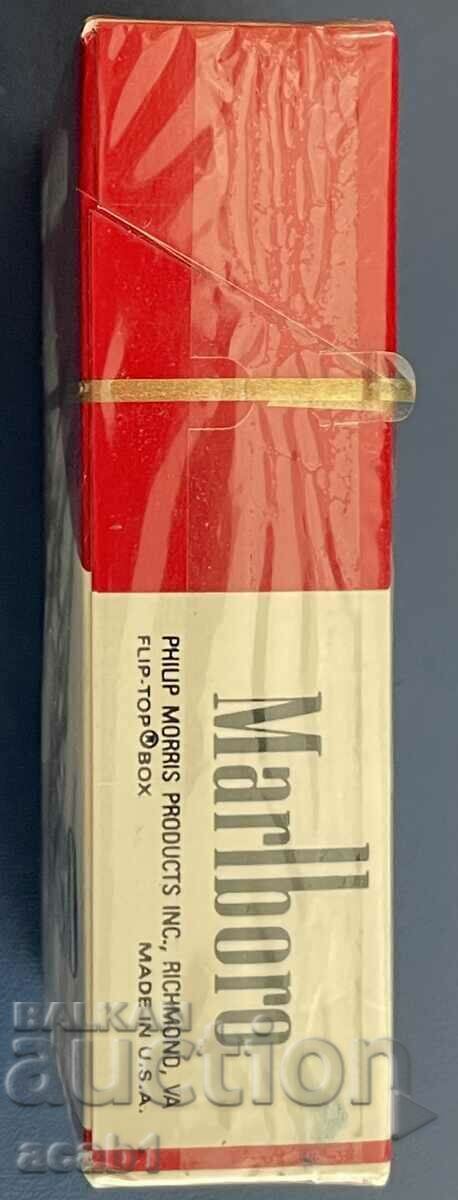 Marlboro
PHILIP MORRIS PRODUCTS INC., RICHMOND, VA
FLIP-TOP® BOX MADE IN U.S.A.
BALKAN
auction
acab1